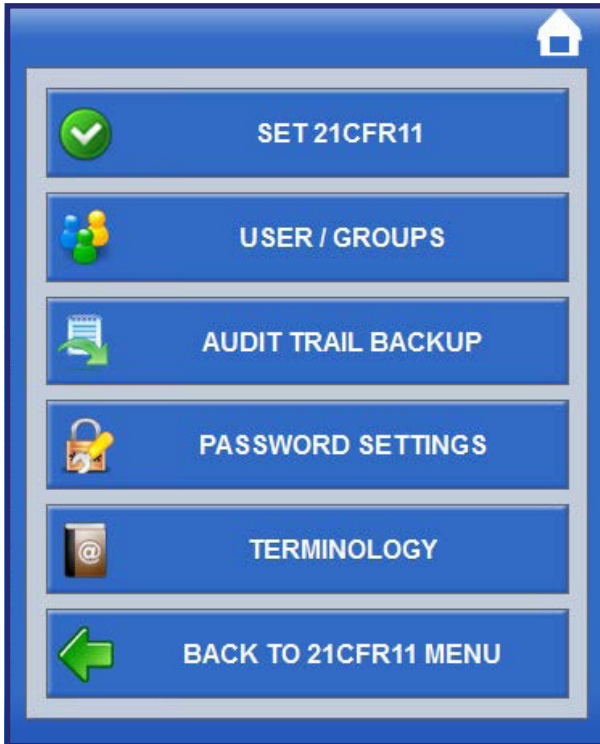 SET 21CFR11
USER / GROUPS
AUDIT TRAIL BACKUP
PASSWORD SETTINGS
@
TERMINOLOGY
BACK TO 21CFR11 MENU